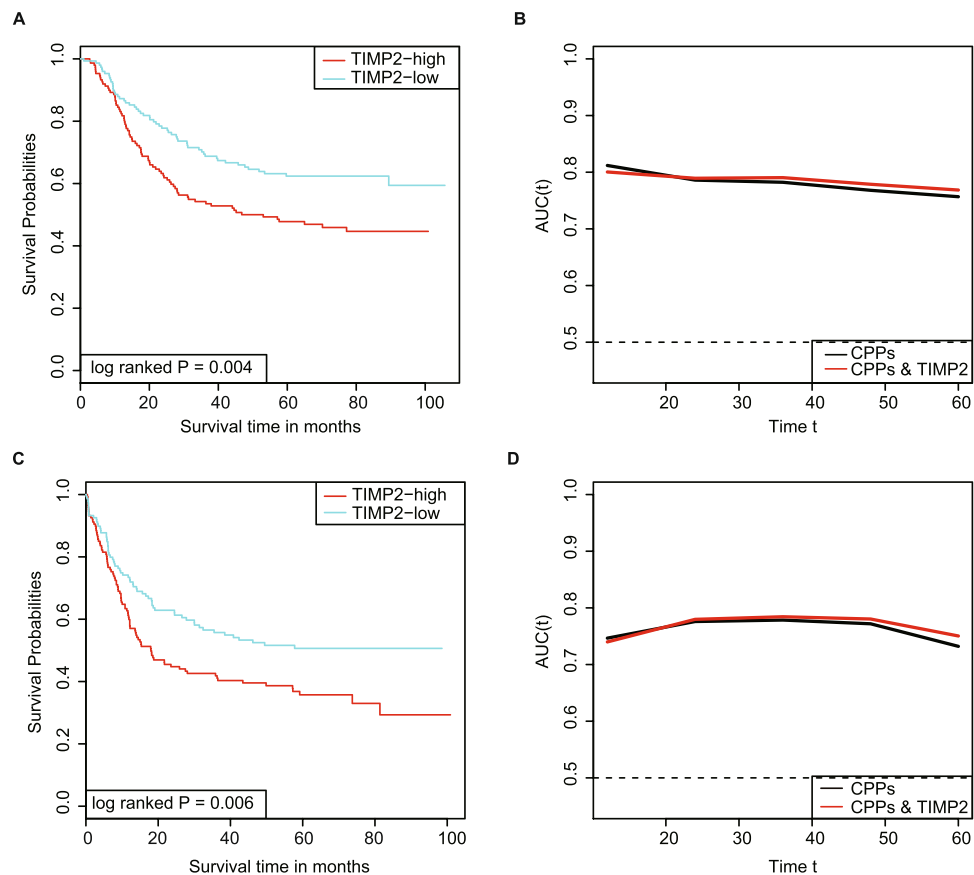 A
TIMP2−high
TIMP2−low
Survival Probabilities
0.0 0.2 0.4 0.6 0.8 1.0
log ranked P = 0.004
0 20 40 60 80 100
Survival time in months
B
AUC(t)
0.5 0.6 0.7 0.8 0.9 1.0
CPPs
CPPs & TIMP2
20 30 40 50 60
Time t
C
TIMP2−high
TIMP2−low
Survival Probabilities
0.0 0.2 0.4 0.6 0.8 1.0
log ranked P = 0.006
0 20 40 60 80 100
Survival time in months
D
AUC(t)
0.5 0.6 0.7 0.8 0.9 1.0
CPPs
CPPs & TIMP2
20 30 40 50 60
Time t